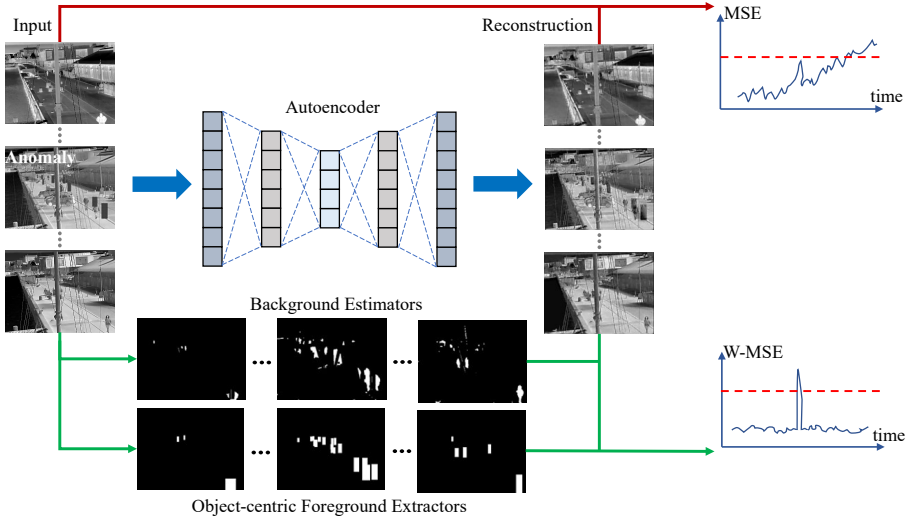 Input
Reconstruction
MSE
time
Autoencoder
Anomaly
Background Estimators
W-MSE
time
Object-centric Foreground Extractors